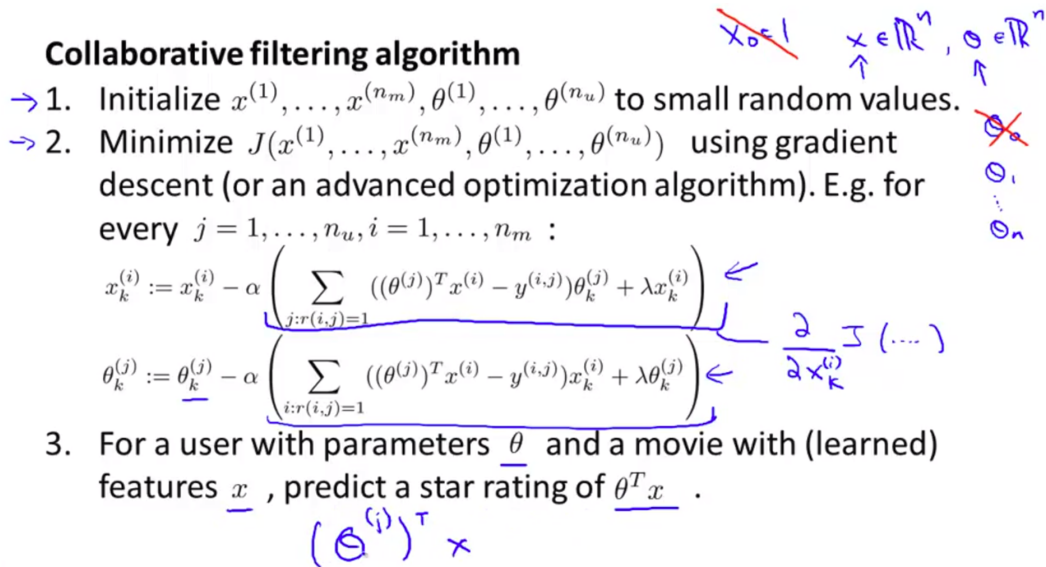 x₀=1 x ∈ ℝⁿ, θ ∈ ℝⁿ
Collaborative filtering algorithm
→ 1. Initialize x^(1), . . . , x^(n_m), θ^(1), . . . , θ^(n_u) to small random values.
θ₀
→ 2. Minimize J(x^(1), . . . , x^(n_m), θ^(1), . . . , θ^(n_u)) using gradient
descent (or an advanced optimization algorithm). E.g. for
θ₁
⋮
every j = 1, . . . , n_u, i = 1, . . . , n_m :
θₙ
x_k^(i) := x_k^(i) − α ( ∑_{j:r(i,j)=1} ((θ^(j))^T x^(i) − y^(i,j))θ_k^(j) + λx_k^(i) ) ←
∂/∂x_k^(i) J (....)
θ_k^(j) := θ_k^(j) − α ( ∑_{i:r(i,j)=1} ((θ^(j))^T x^(i) − y^(i,j))x_k^(i) + λθ_k^(j) ) ←
3. For a user with parameters θ and a movie with (learned)
features x , predict a star rating of θ^T x .
(θ^(j))^T x